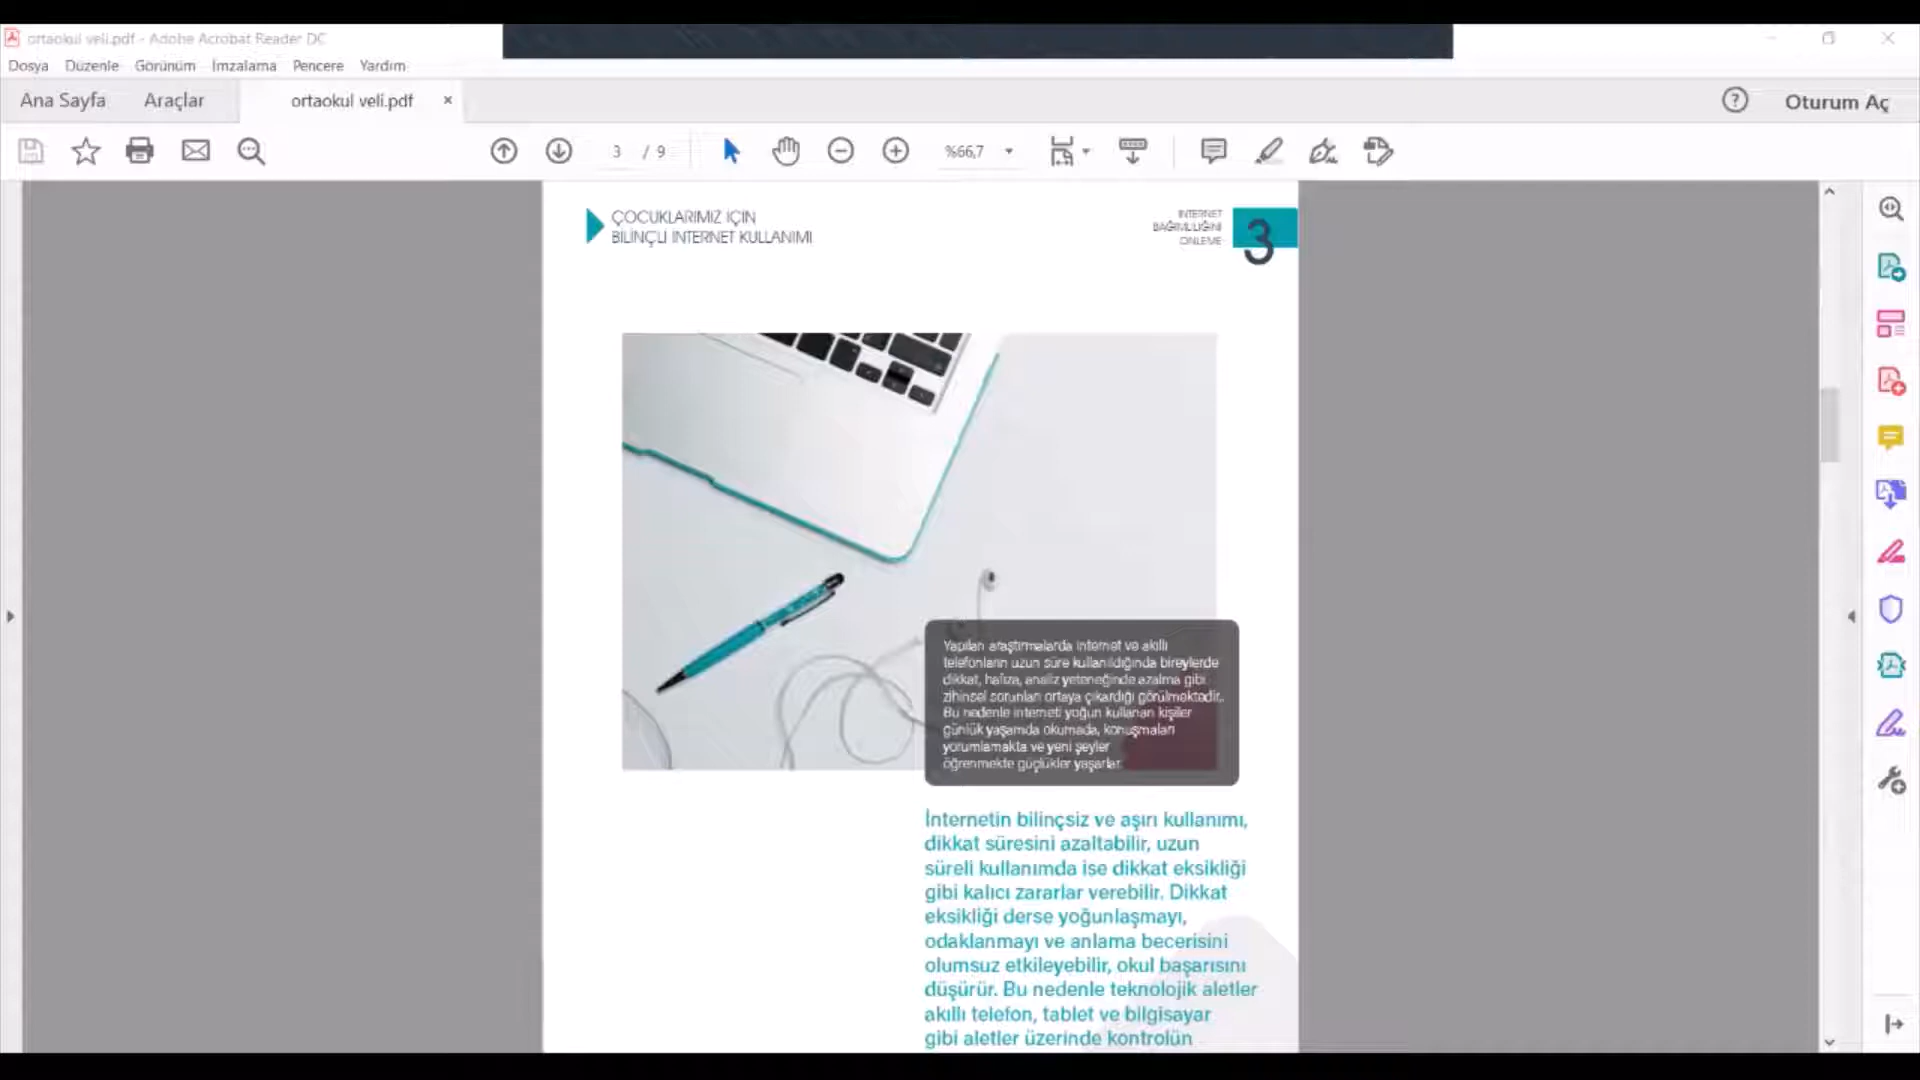 ortaokul veli.pdf - Adobe Acrobat Reader DC
Dosya Düzenle Görünüm İmzalama Pencere Yardım
Ana Sayfa Araçlar ortaokul veli.pdf × Oturum Aç
3 / 9 %66,7
ÇOCUKLARIMIZ İÇİN
BİLİNÇLİ İNTERNET KULLANIMI
İNTERNET
BAĞIMLILIĞINI
ÖNLEME
3
Yapılan araştırmalarda internet ve akıllı
telefonların uzun süre kullanıldığında bireylerde
dikkat, hafıza, analiz yeteneğinde azalma gibi
zihinsel sorunları ortaya çıkardığı görülmektedir.
Bu nedenle interneti yoğun kullanan kişiler
günlük yaşamda okumada, konuşmaları
yorumlamakta ve yeni şeyler
öğrenmekte güçlükler yaşarlar.
İnternetin bilinçsiz ve aşırı kullanımı,
dikkat süresini azaltabilir, uzun
süreli kullanımda ise dikkat eksikliği
gibi kalıcı zararlar verebilir. Dikkat
eksikliği derse yoğunlaşmayı,
odaklanmayı ve anlama becerisini
olumsuz etkileyebilir, okul başarısını
düşürür. Bu nedenle teknolojik aletler
akıllı telefon, tablet ve bilgisayar
gibi aletler üzerinde kontrolün